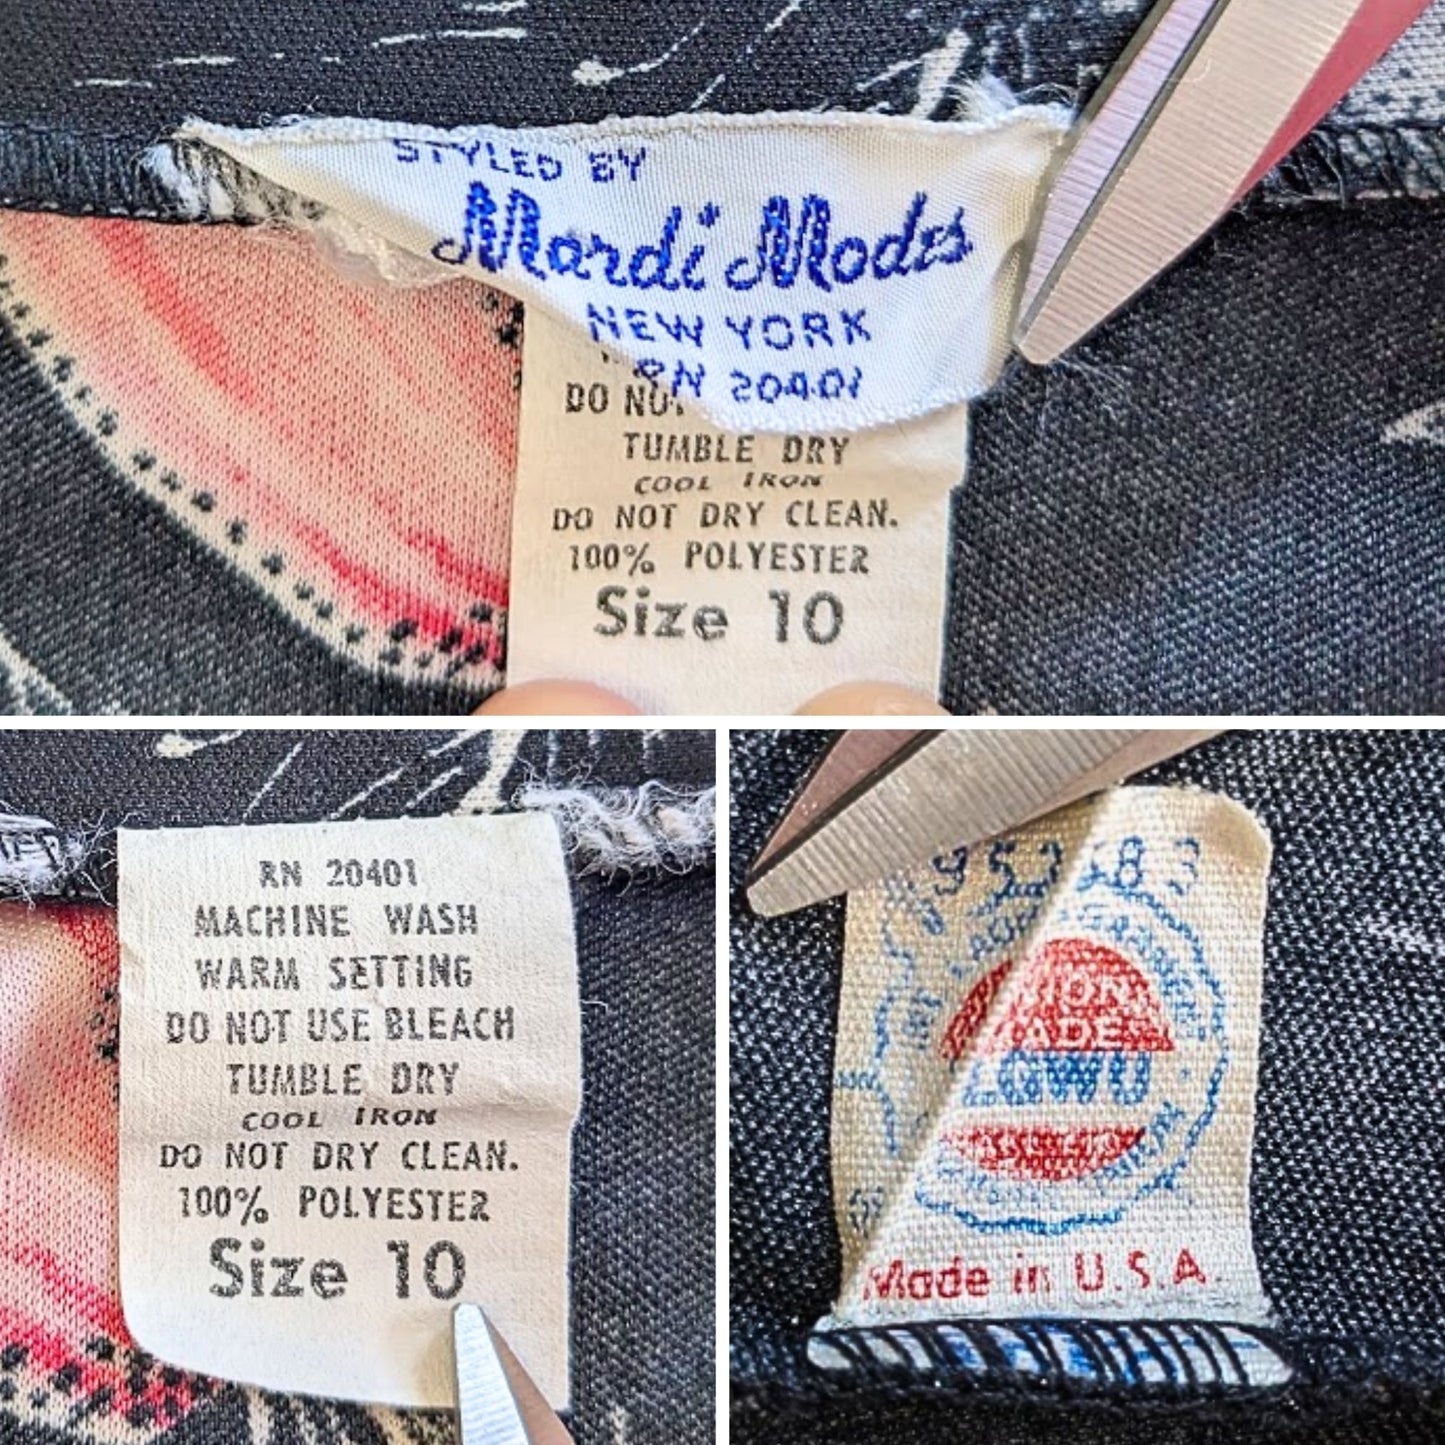 STYLED BY
Mardi Modes
NEW YORK
RN 20401
DO NOT
TUMBLE DRY
COOL IRON
DO NOT DRY CLEAN.
100% POLYESTER
Size 10
RN 20401
MACHINE WASH
WARM SETTING
DO NOT USE BLEACH
TUMBLE DRY
COOL IRON
DO NOT DRY CLEAN.
100% POLYESTER
Size 10
MADE
LGWU
Made in U.S.A.